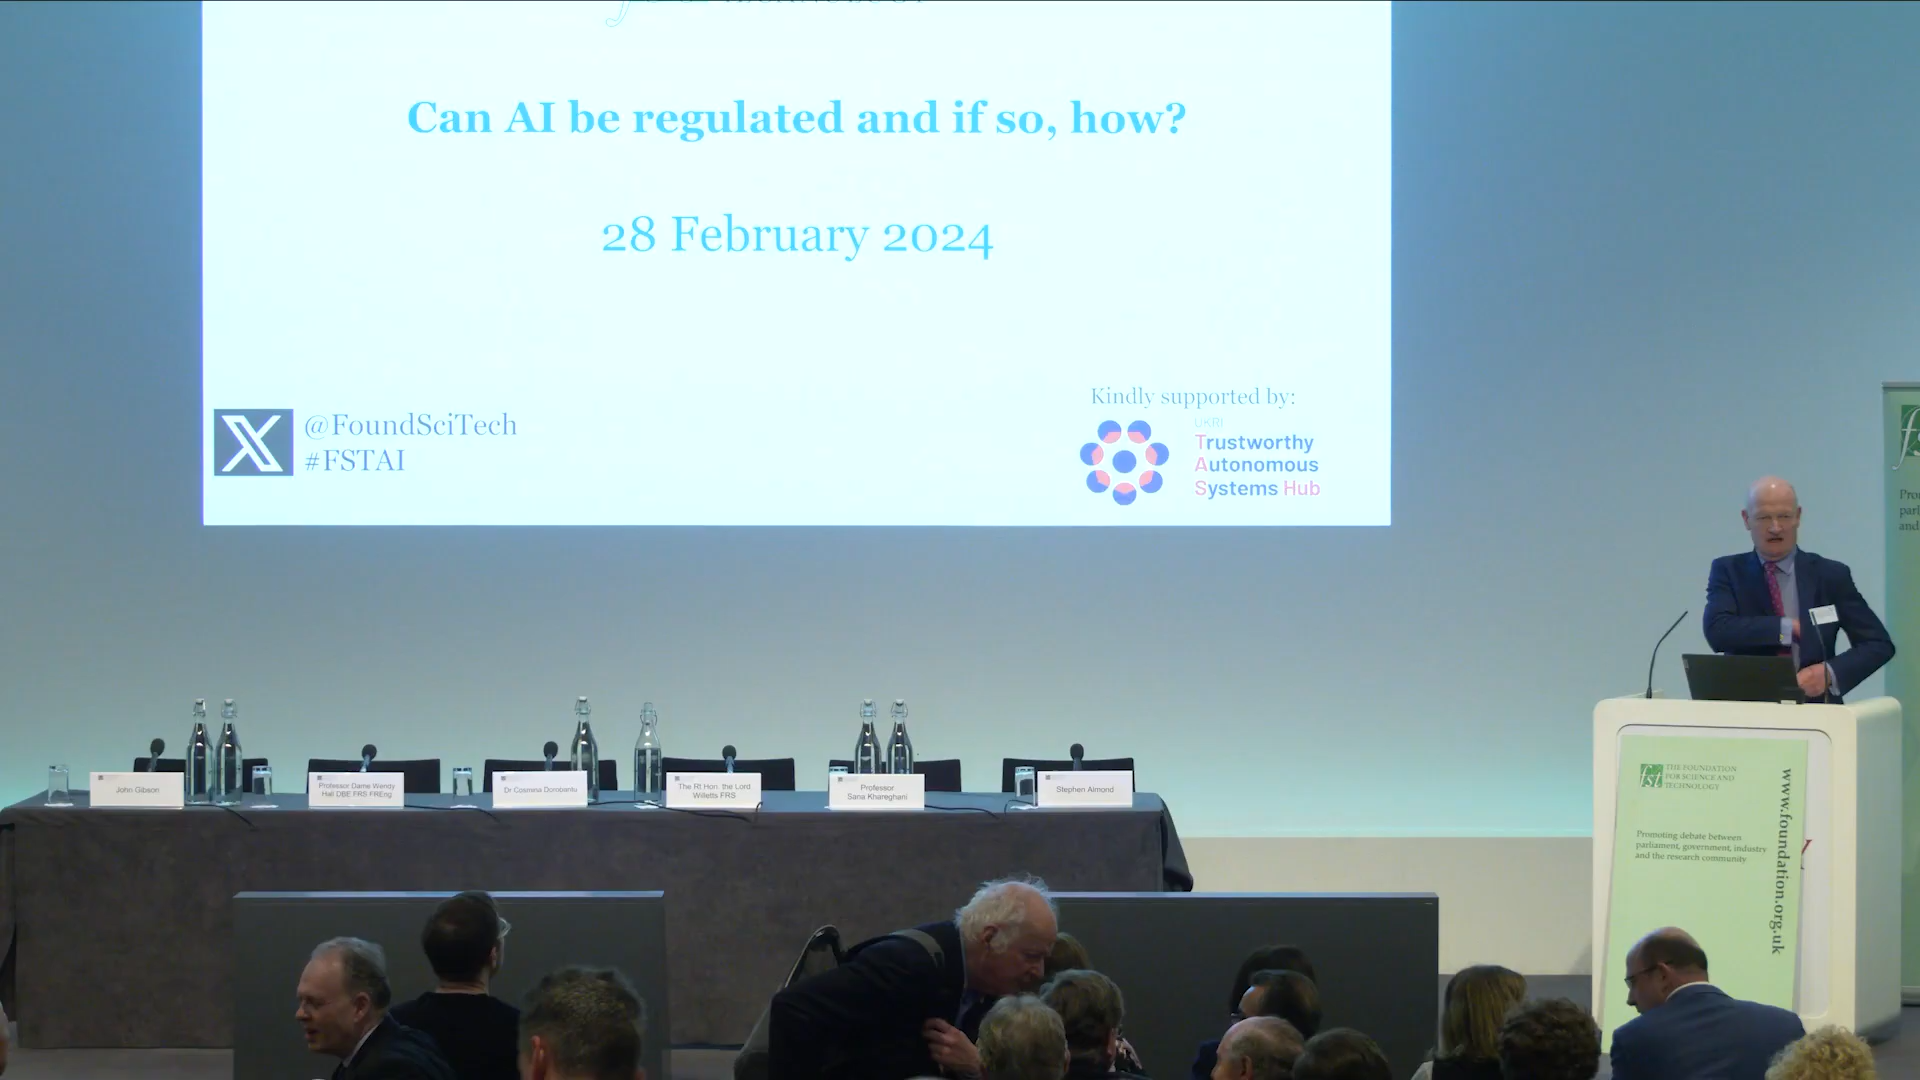 Can AI be regulated and if so, how?
28 February 2024
@FoundSciTech
#FSTAI
Kindly supported by:
UKRI
Trustworthy
Autonomous
Systems Hub
John Gibson
Professor Dame Wendy
Hall DBE FRS FREng
Dr Cosmina Dorobantu
The Rt Hon. the Lord
Willetts FRS
Professor
Sana Khareghani
Stephen Almond
fst
THE FOUNDATION
FOR SCIENCE AND
TECHNOLOGY
Promoting debate between
parliament, government, industry
and the research community
www.foundation.org.uk